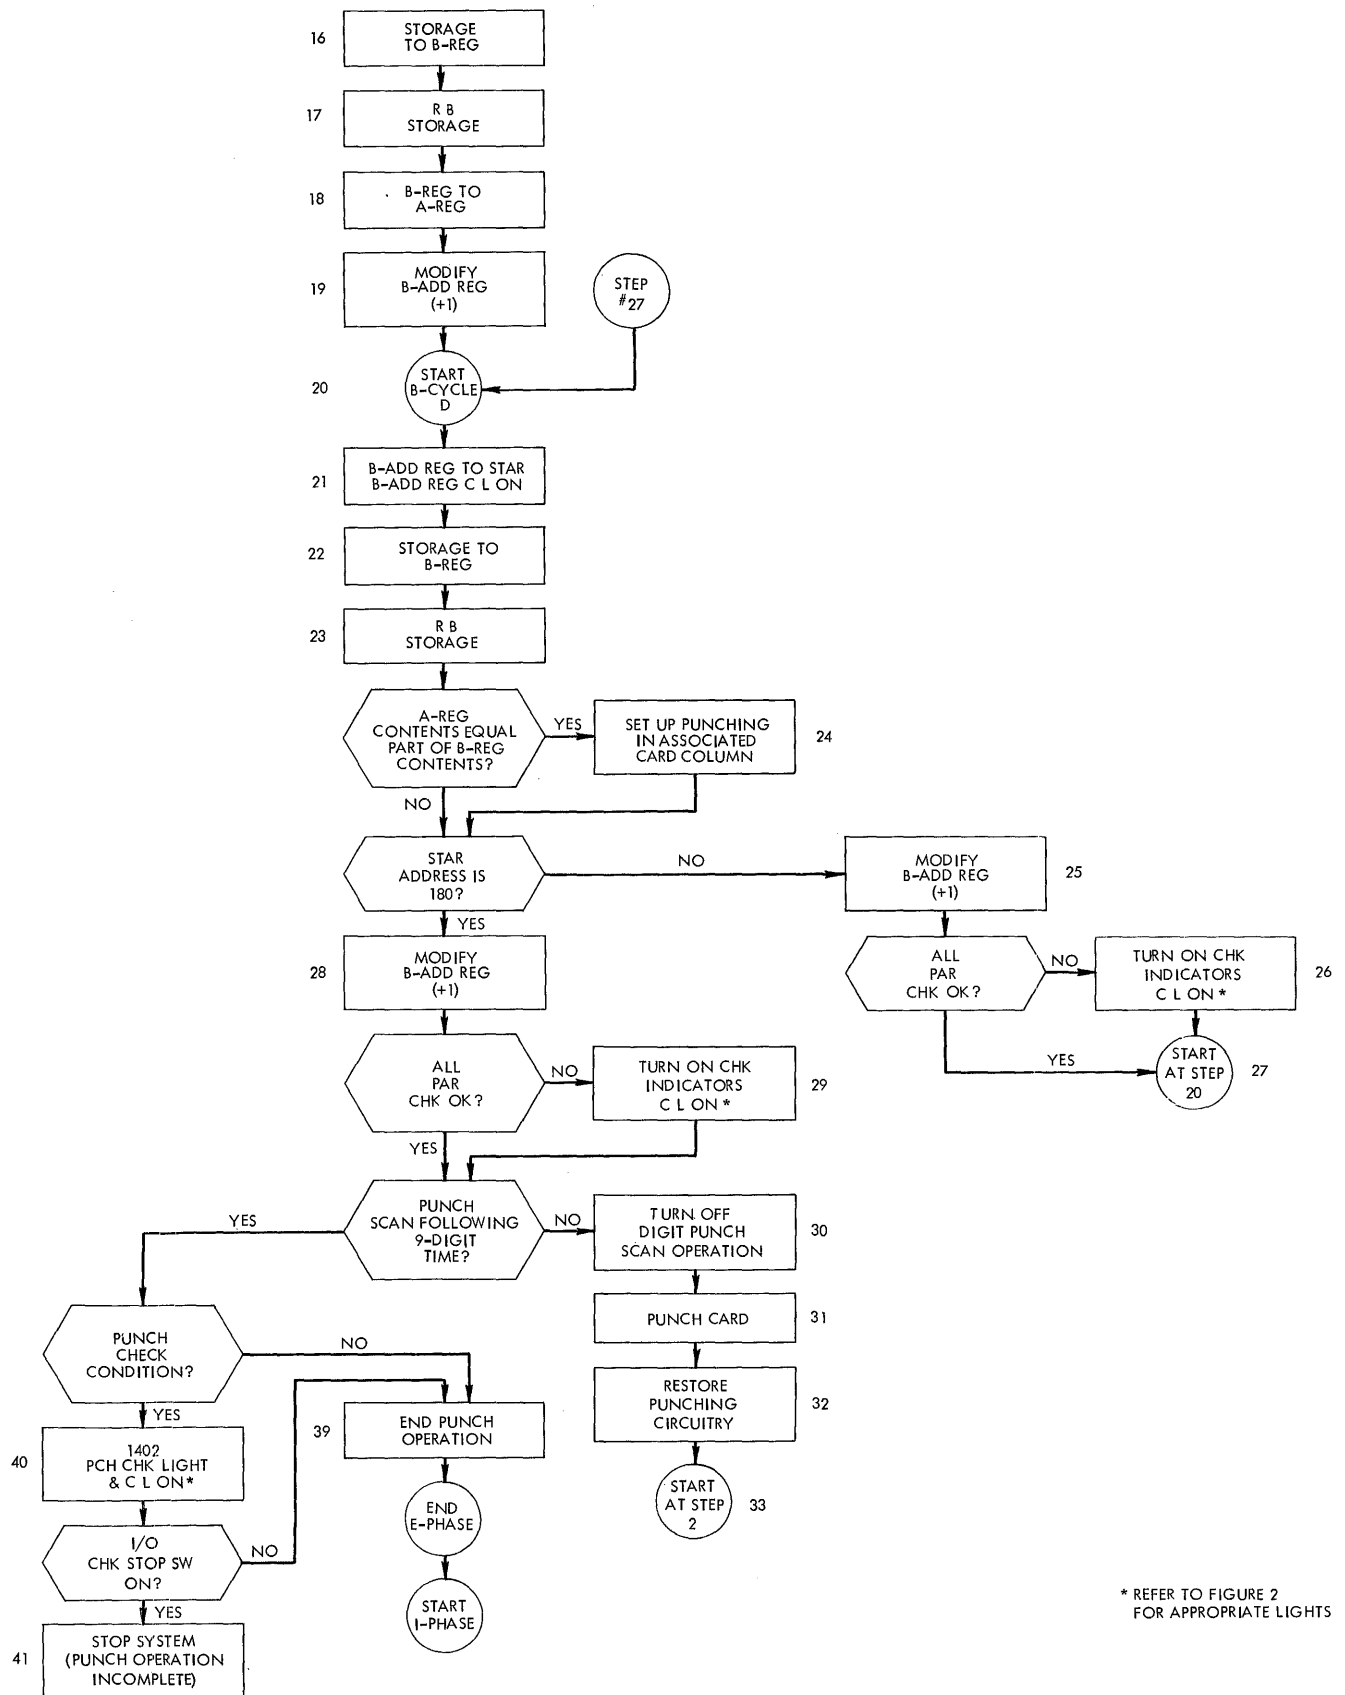 16
STORAGE
TO B-REG
17
R B
STORAGE
18
B-REG TO
A-REG
19
MODIFY
B-ADD REG
(+1)
STEP
#27
20
START
B-CYCLE
D
21
B-ADD REG TO STAR
B-ADD REG C L ON
22
STORAGE TO
B-REG
23
R B
STORAGE
A-REG
CONTENTS EQUAL
PART OF B-REG
CONTENTS?
YES
SET UP PUNCHING
IN ASSOCIATED
CARD COLUMN
24
NO
STAR
ADDRESS IS
180?
NO
MODIFY
B-ADD REG
(+1)
25
YES
28
MODIFY
B-ADD REG
(+1)
ALL
PAR
CHK OK?
NO
TURN ON CHK
INDICATORS
C L ON *
26
YES
START
AT STEP
20
27
ALL
PAR
CHK OK?
NO
TURN ON CHK
INDICATORS
C L ON *
29
YES
PUNCH
SCAN FOLLOWING
9-DIGIT
TIME?
YES
NO
TURN OFF
DIGIT PUNCH
SCAN OPERATION
30
PUNCH CARD
31
RESTORE
PUNCHING
CIRCUITRY
32
START
AT STEP
2
33
PUNCH
CHECK
CONDITION?
NO
YES
39
END PUNCH
OPERATION
END
E-PHASE
START
I-PHASE
40
1402
PCH CHK LIGHT
& C L ON *
I/O
CHK STOP SW
ON?
NO
YES
41
STOP SYSTEM
(PUNCH OPERATION
INCOMPLETE)
* REFER TO FIGURE 2
FOR APPROPRIATE LIGHTS